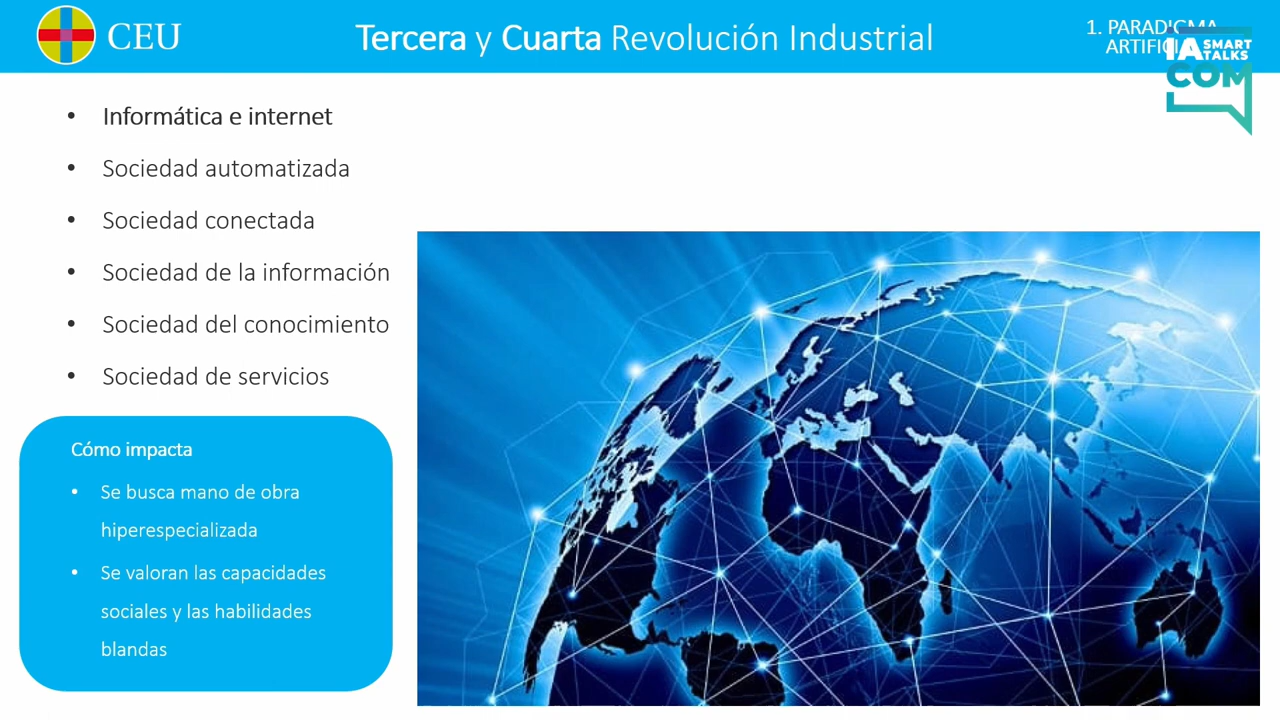 CEU
Tercera y Cuarta Revolución Industrial
1. PARADIGMA
IA SMART
TALKS
COM
• Informática e internet
• Sociedad automatizada
• Sociedad conectada
• Sociedad de la información
• Sociedad del conocimiento
• Sociedad de servicios
Cómo impacta
• Se busca mano de obra
hiperespecializada
• Se valoran las capacidades
sociales y las habilidades
blandas